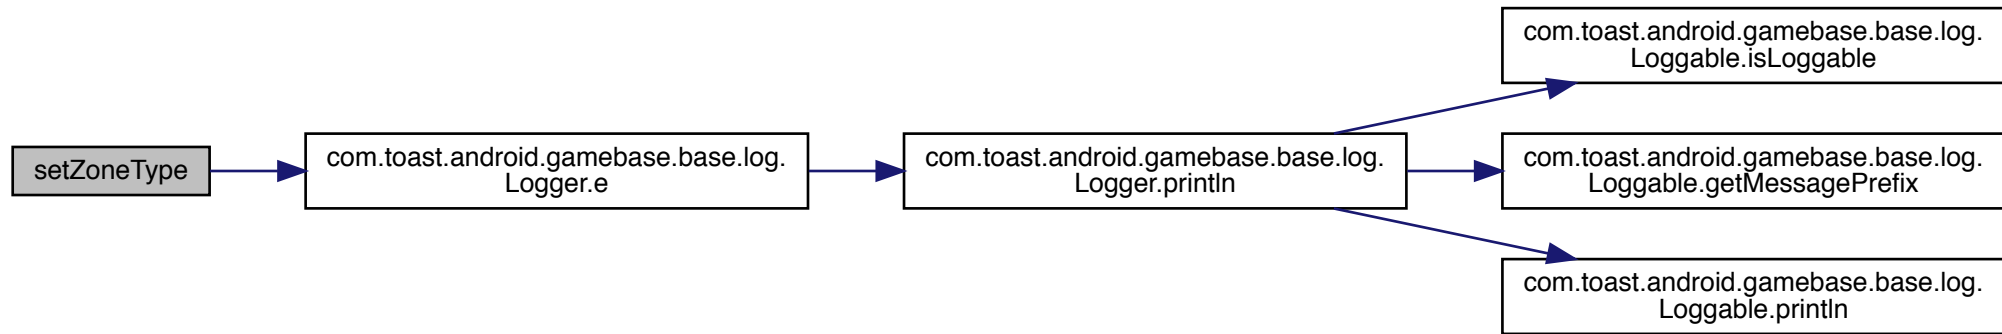 setZoneType
com.toast.android.gamebase.base.log.
Logger.e
com.toast.android.gamebase.base.log.
Logger.println
com.toast.android.gamebase.base.log.
Loggable.isLoggable
com.toast.android.gamebase.base.log.
Loggable.getMessagePrefix
com.toast.android.gamebase.base.log.
Loggable.println